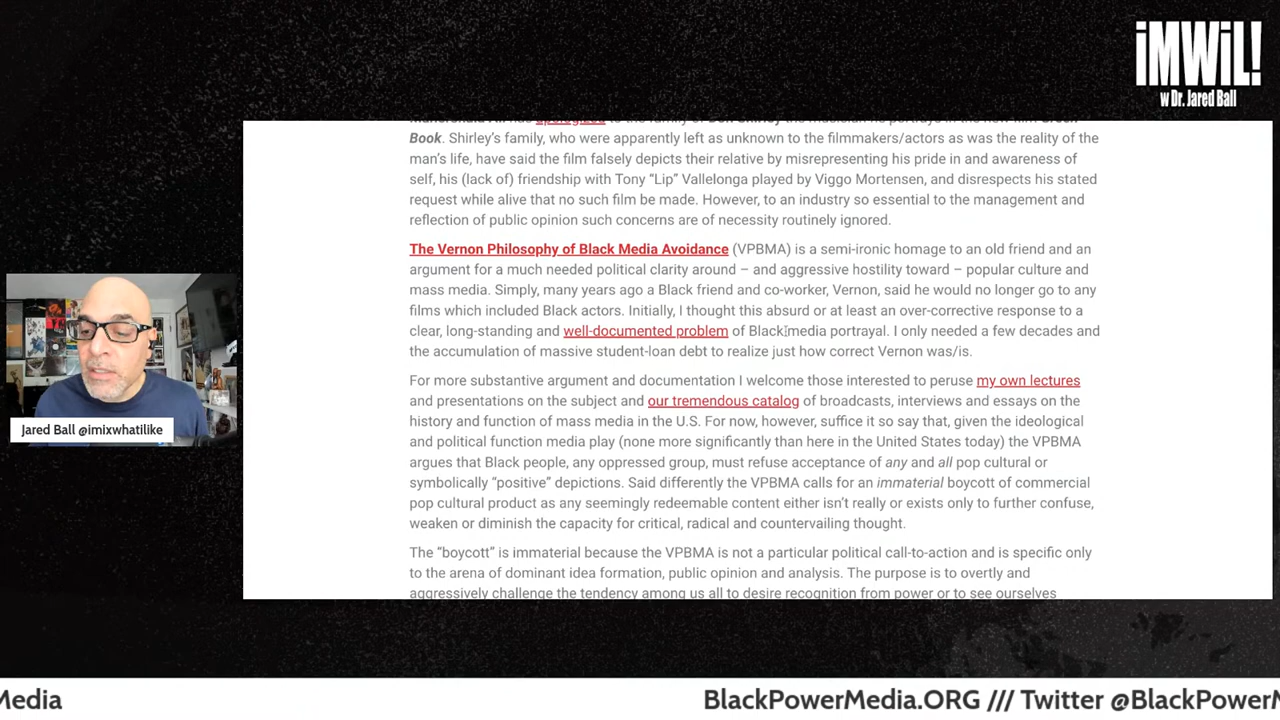 iMWiL!
w Dr. Jared Ball
Book. Shirley's family, who were apparently left as unknown to the filmmakers/actors as was the reality of the
man's life, have said the film falsely depicts their relative by misrepresenting his pride in and awareness of
self, his (lack of) friendship with Tony “Lip” Vallelonga played by Viggo Mortensen, and disrespects his stated
request while alive that no such film be made. However, to an industry so essential to the management and
reflection of public opinion such concerns are of necessity routinely ignored.
The Vernon Philosophy of Black Media Avoidance (VPBMA) is a semi-ironic homage to an old friend and an
argument for a much needed political clarity around – and aggressive hostility toward – popular culture and
mass media. Simply, many years ago a Black friend and co-worker, Vernon, said he would no longer go to any
films which included Black actors. Initially, I thought this absurd or at least an over-corrective response to a
clear, long-standing and well-documented problem of Black media portrayal. I only needed a few decades and
the accumulation of massive student-loan debt to realize just how correct Vernon was/is.
For more substantive argument and documentation I welcome those interested to peruse my own lectures
and presentations on the subject and our tremendous catalog of broadcasts, interviews and essays on the
history and function of mass media in the U.S. For now, however, suffice it so say that, given the ideological
and political function media play (none more significantly than here in the United States today) the VPBMA
argues that Black people, any oppressed group, must refuse acceptance of any and all pop cultural or
symbolically “positive” depictions. Said differently the VPBMA calls for an immaterial boycott of commercial
pop cultural product as any seemingly redeemable content either isn't really or exists only to further confuse,
weaken or diminish the capacity for critical, radical and countervailing thought.
The “boycott” is immaterial because the VPBMA is not a particular political call-to-action and is specific only
to the arena of dominant idea formation, public opinion and analysis. The purpose is to overtly and
aggressively challenge the tendency among us all to desire recognition from power or to see ourselves
Jared Ball @imixwhatilike
Media
BlackPowerMedia.ORG /// Twitter @BlackPowerM